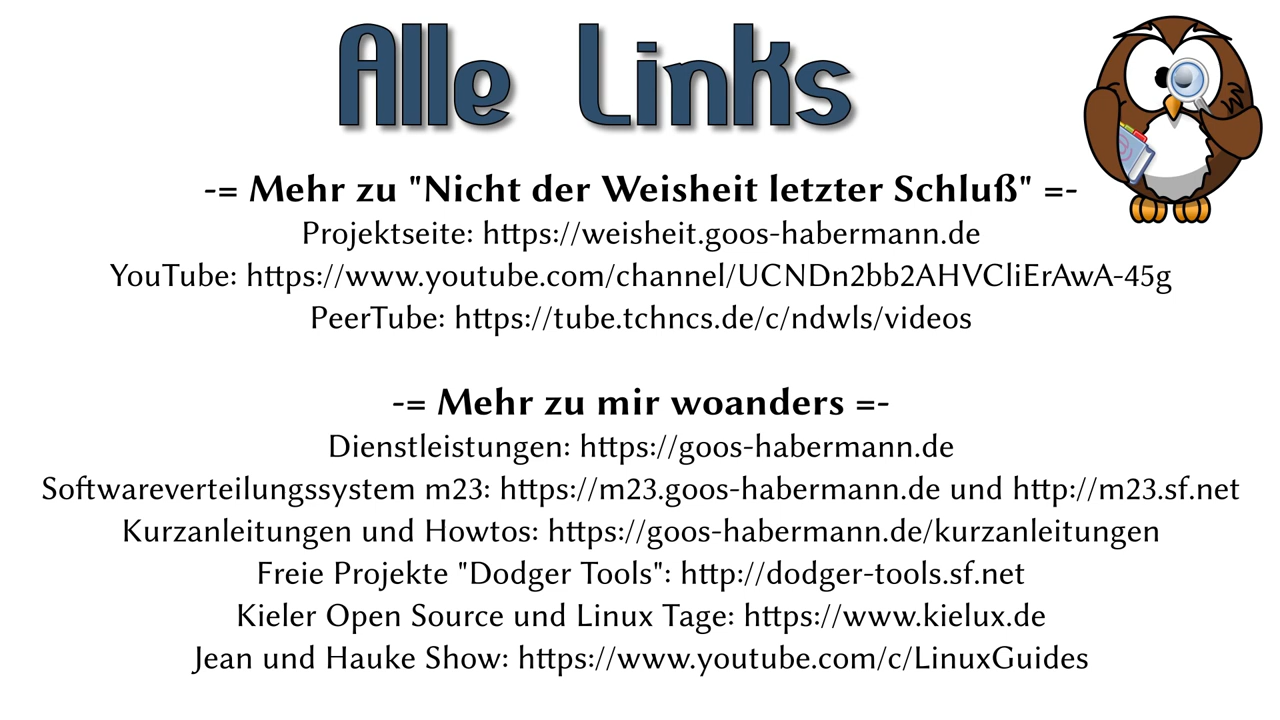 Alle Links
-= Mehr zu "Nicht der Weisheit letzter Schluß" =-
Projektseite: https://weisheit.goos-habermann.de
YouTube: https://www.youtube.com/channel/UCNDn2bb2AHVCliErAwA-45g
PeerTube: https://tube.tchncs.de/c/ndwls/videos
-= Mehr zu mir woanders =-
Dienstleistungen: https://goos-habermann.de
Softwareverteilungssystem m23: https://m23.goos-habermann.de und http://m23.sf.net
Kurzanleitungen und Howtos: https://goos-habermann.de/kurzanleitungen
Freie Projekte "Dodger Tools": http://dodger-tools.sf.net
Kieler Open Source und Linux Tage: https://www.kielux.de
Jean und Hauke Show: https://www.youtube.com/c/LinuxGuides